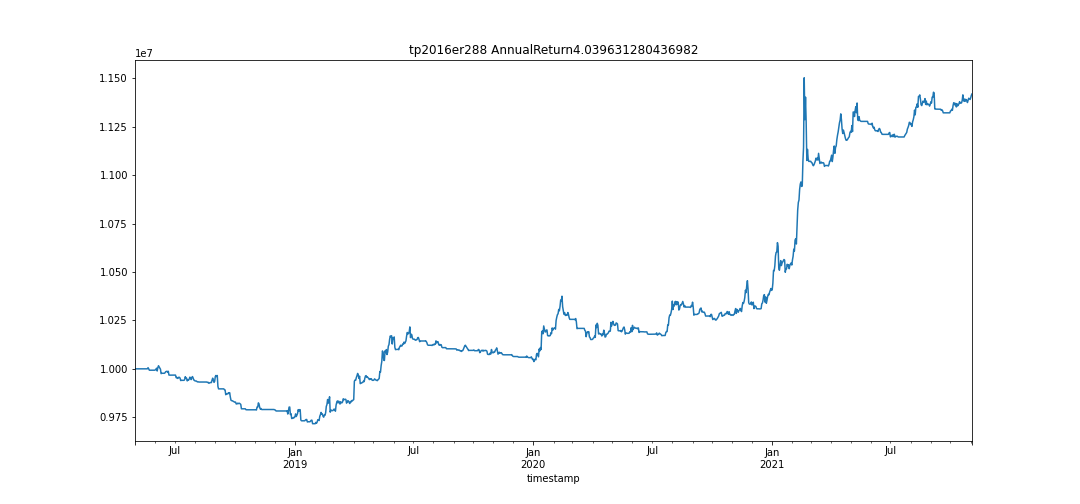 tp2016er288 AnnualReturn4.039631280436982
1e7
1.150
1.125
1.100
1.075
1.050
1.025
1.000
0.975
Jul Jan Jul Jan Jul Jan Jul
2019 2020 2021
timestamp